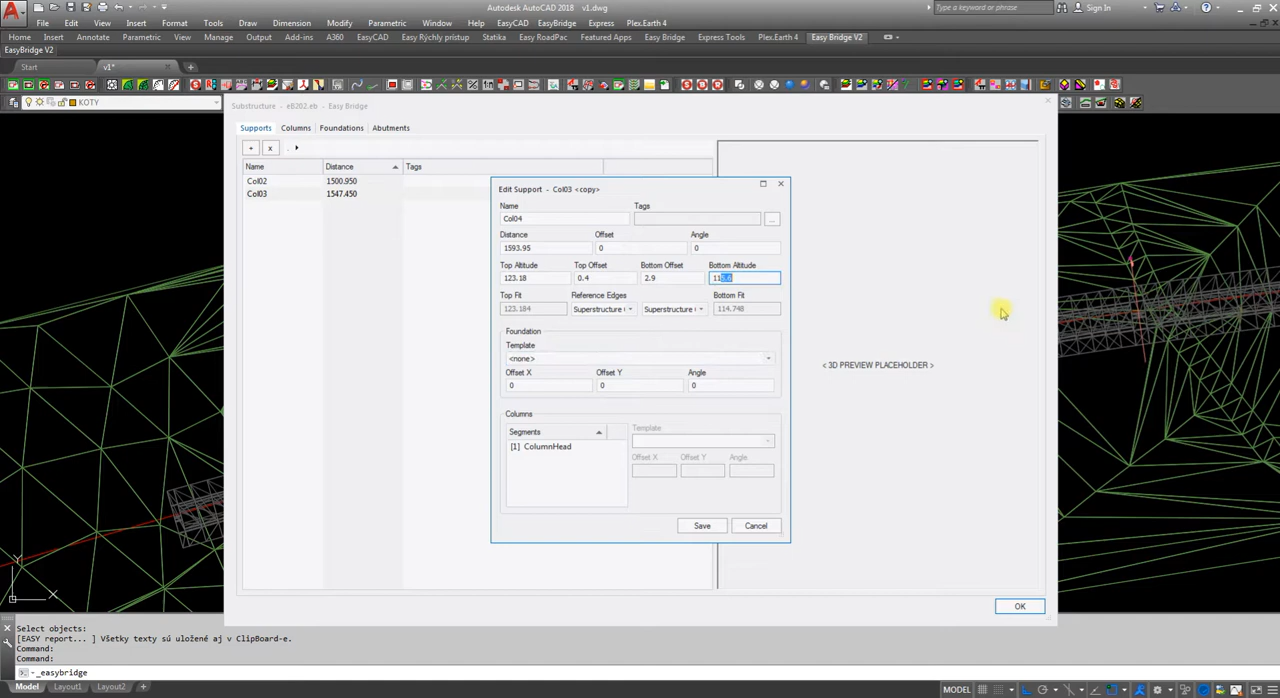 Autodesk AutoCAD 2018   v1.dwg
Type a keyword or phrase
Sign In
File Edit View Insert Format Tools Draw Dimension Modify Parametric Window Help EasyCAD EasyBridge Express Plex.Earth 4
Home Insert Annotate Parametric View Manage Output Add-ins A360 EasyCAD Easy Rýchly prístup Statika Easy RoadPac Featured Apps Easy Bridge Express Tools Plex.Earth 4 Easy Bridge V2
Easy Bridge V2
Start v1*
KOTY
Substructure - eB202.eb - Easy Bridge
Supports Columns Foundations Abutments
+ x .
Name Distance Tags
Col02 1500.950
Col03 1547.450
Edit Support - Col03 <copy>
Name Tags
Col04 ...
Distance Offset Angle
1593.95 0 0
Top Altitude Top Offset Bottom Offset Bottom Altitude
123.18 0.4 2.9
Top Fit Reference Edges Bottom Fit
123.184 Superstructure Superstructure 114.748
Foundation
Template
<none>
Offset X Offset Y Angle
0 0 0
Columns
Segments Template
[1] ColumnHead
Offset X Offset Y Angle
Save Cancel
< 3D PREVIEW PLACEHOLDER >
OK
Y
X
Select objects:
[EASY report... ] Všetky texty sú uložené aj v ClipBoard-e.
Command:
Command:
-_easybridge
Model Layout1 Layout2 +
MODEL